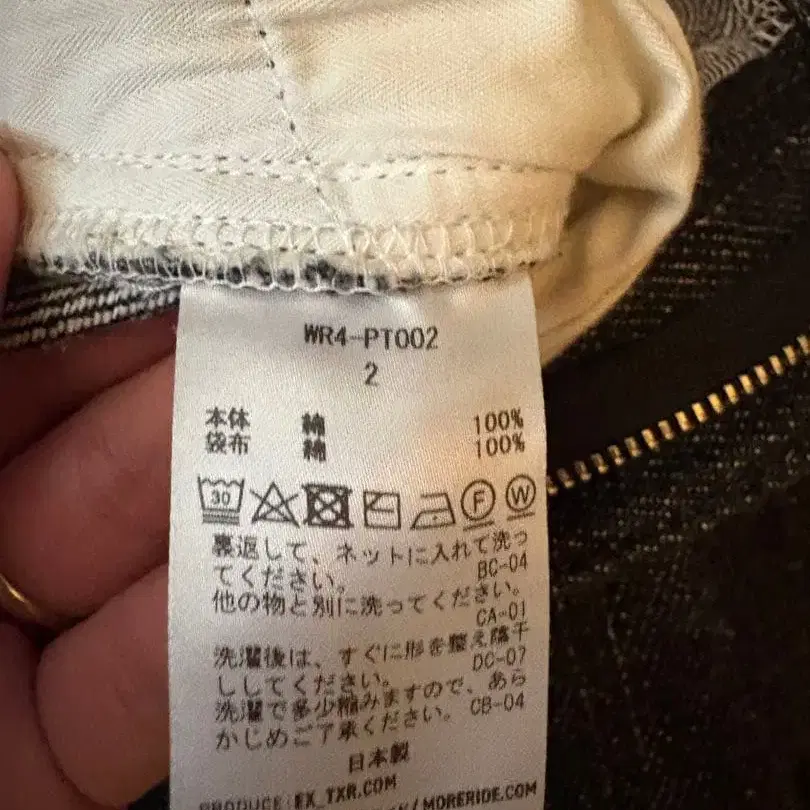 WR4-PT002
2
本体 綿 100%
袋布 綿 100%
30 F W
裏返して、ネットに入れて洗っ
てください。 BC-04
他の物と別に洗ってください。
CA-01
洗濯後は、すぐに形を整え陰干
ししてください。 DC-07
洗濯で多少縮みますので、あら
かじめご了承ください。 CB-04
日本製
PRODUCE:EX_TXR.COM
/MORERIDE.COM